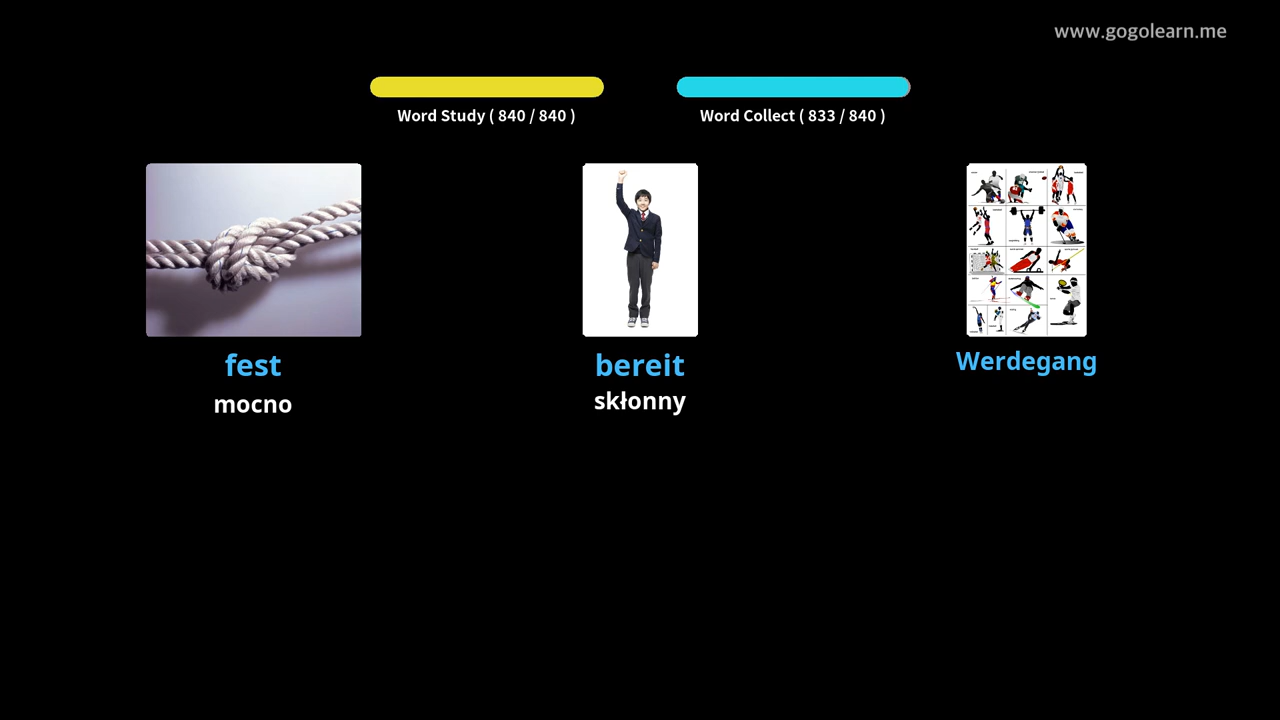 www.gogolearn.me
Word Study ( 840 / 840 )
Word Collect ( 833 / 840 )
fest
bereit
Werdegang
mocno
skłonny